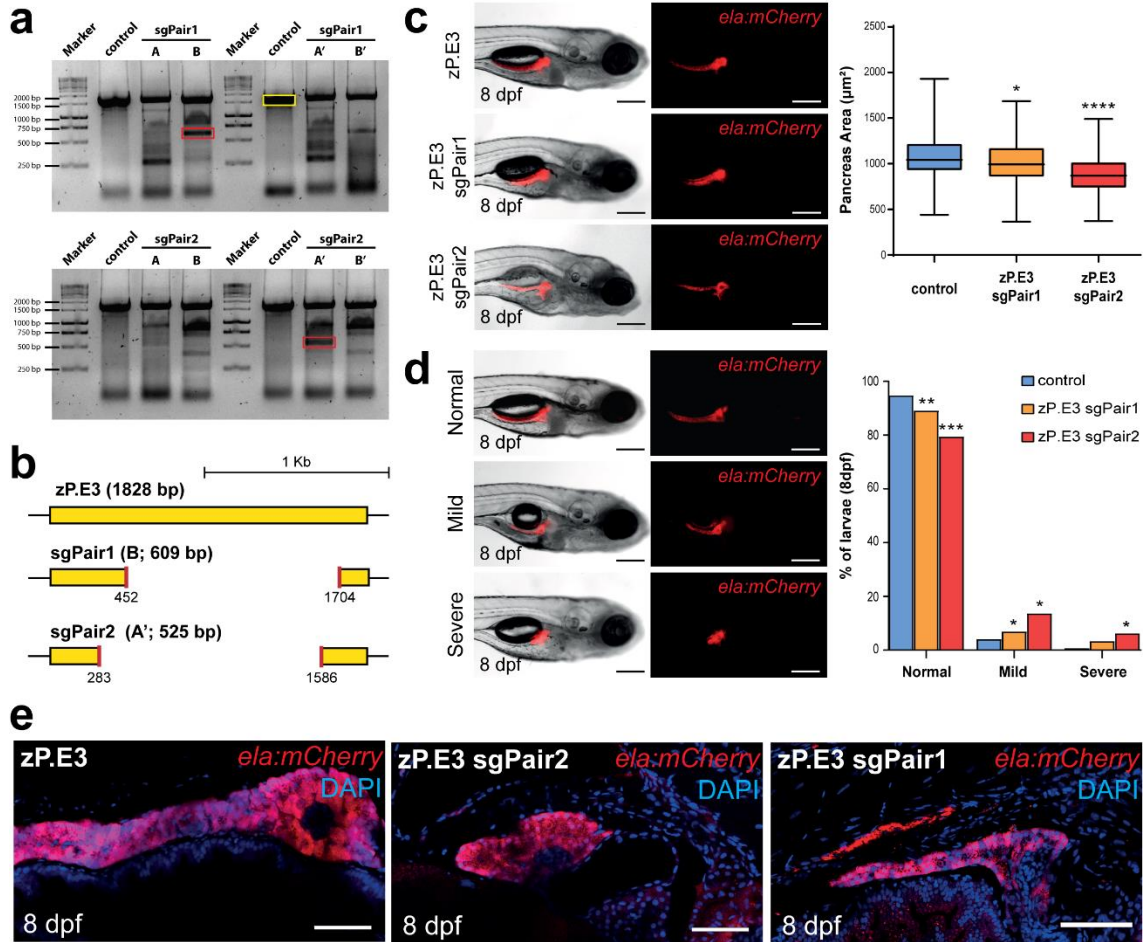 a
Marker
control
sgPair1
A
B
Marker
control
sgPair1
A′
B′
2000 bp
1500 bp
1000 bp
750 bp
500 bp
250 bp
Marker
control
sgPair2
A
B
Marker
control
sgPair2
A′
B′
2000 bp
1500 bp
1000 bp
750 bp
500 bp
250 bp
b
1 Kb
zP.E3 (1828 bp)
sgPair1 (B; 609 bp)
452
1704
sgPair2 (A′; 525 bp)
283
1586
c
zP.E3
8 dpf
ela:mCherry
zP.E3
sgPair1
8 dpf
ela:mCherry
zP.E3
sgPair2
8 dpf
ela:mCherry
Pancreas Area (µm²)
2500
2000
1500
1000
500
0
*
****
control
zP.E3
sgPair1
zP.E3
sgPair2
d
Normal
8 dpf
ela:mCherry
Mild
8 dpf
ela:mCherry
Severe
8 dpf
ela:mCherry
% of larvae (8dpf)
100
80
60
40
20
0
control
zP.E3 sgPair1
zP.E3 sgPair2
**
***
*
*
*
Normal
Mild
Severe
e
zP.E3
ela:mCherry
DAPI
8 dpf
zP.E3 sgPair2
ela:mCherry
DAPI
8 dpf
zP.E3 sgPair1
ela:mCherry
DAPI
8 dpf